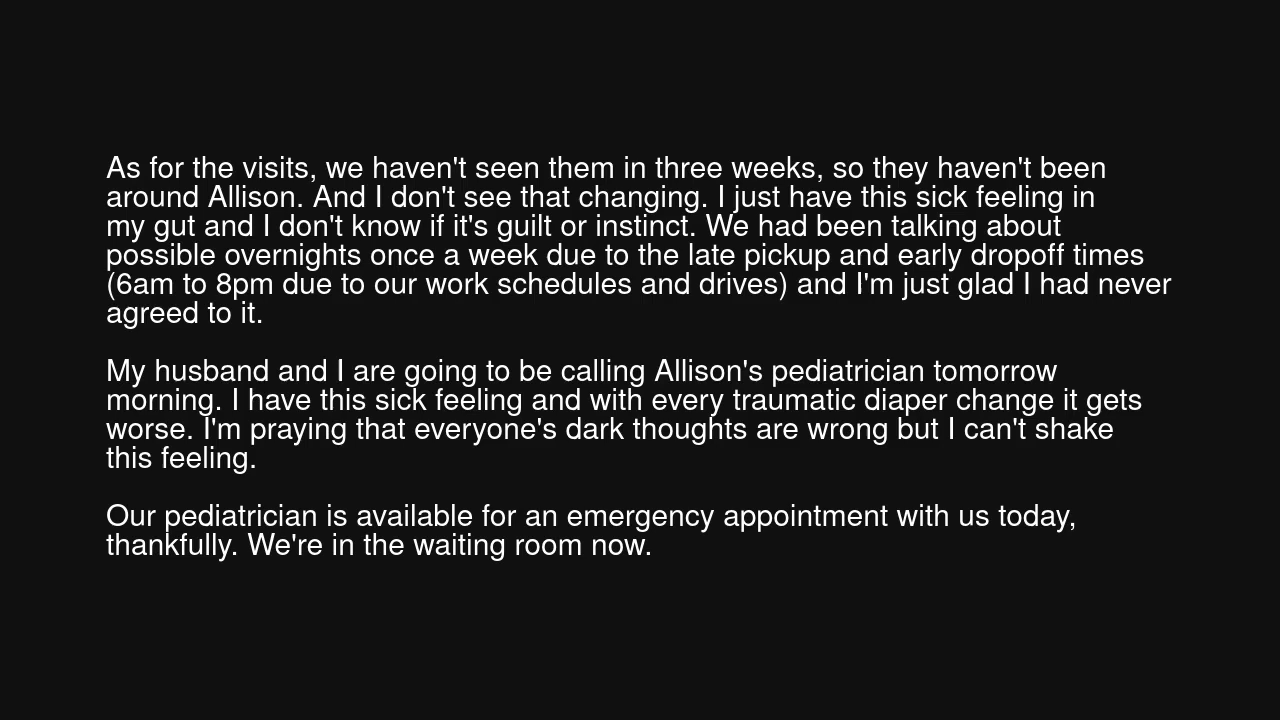 As for the visits, we haven't seen them in three weeks, so they haven't been
around Allison. And I don't see that changing. I just have this sick feeling in
my gut and I don't know if it's guilt or instinct. We had been talking about
possible overnights once a week due to the late pickup and early dropoff times
(6am to 8pm due to our work schedules and drives) and I'm just glad I had never
agreed to it.

My husband and I are going to be calling Allison's pediatrician tomorrow
morning. I have this sick feeling and with every traumatic diaper change it gets
worse. I'm praying that everyone's dark thoughts are wrong but I can't shake
this feeling.

Our pediatrician is available for an emergency appointment with us today,
thankfully. We're in the waiting room now.